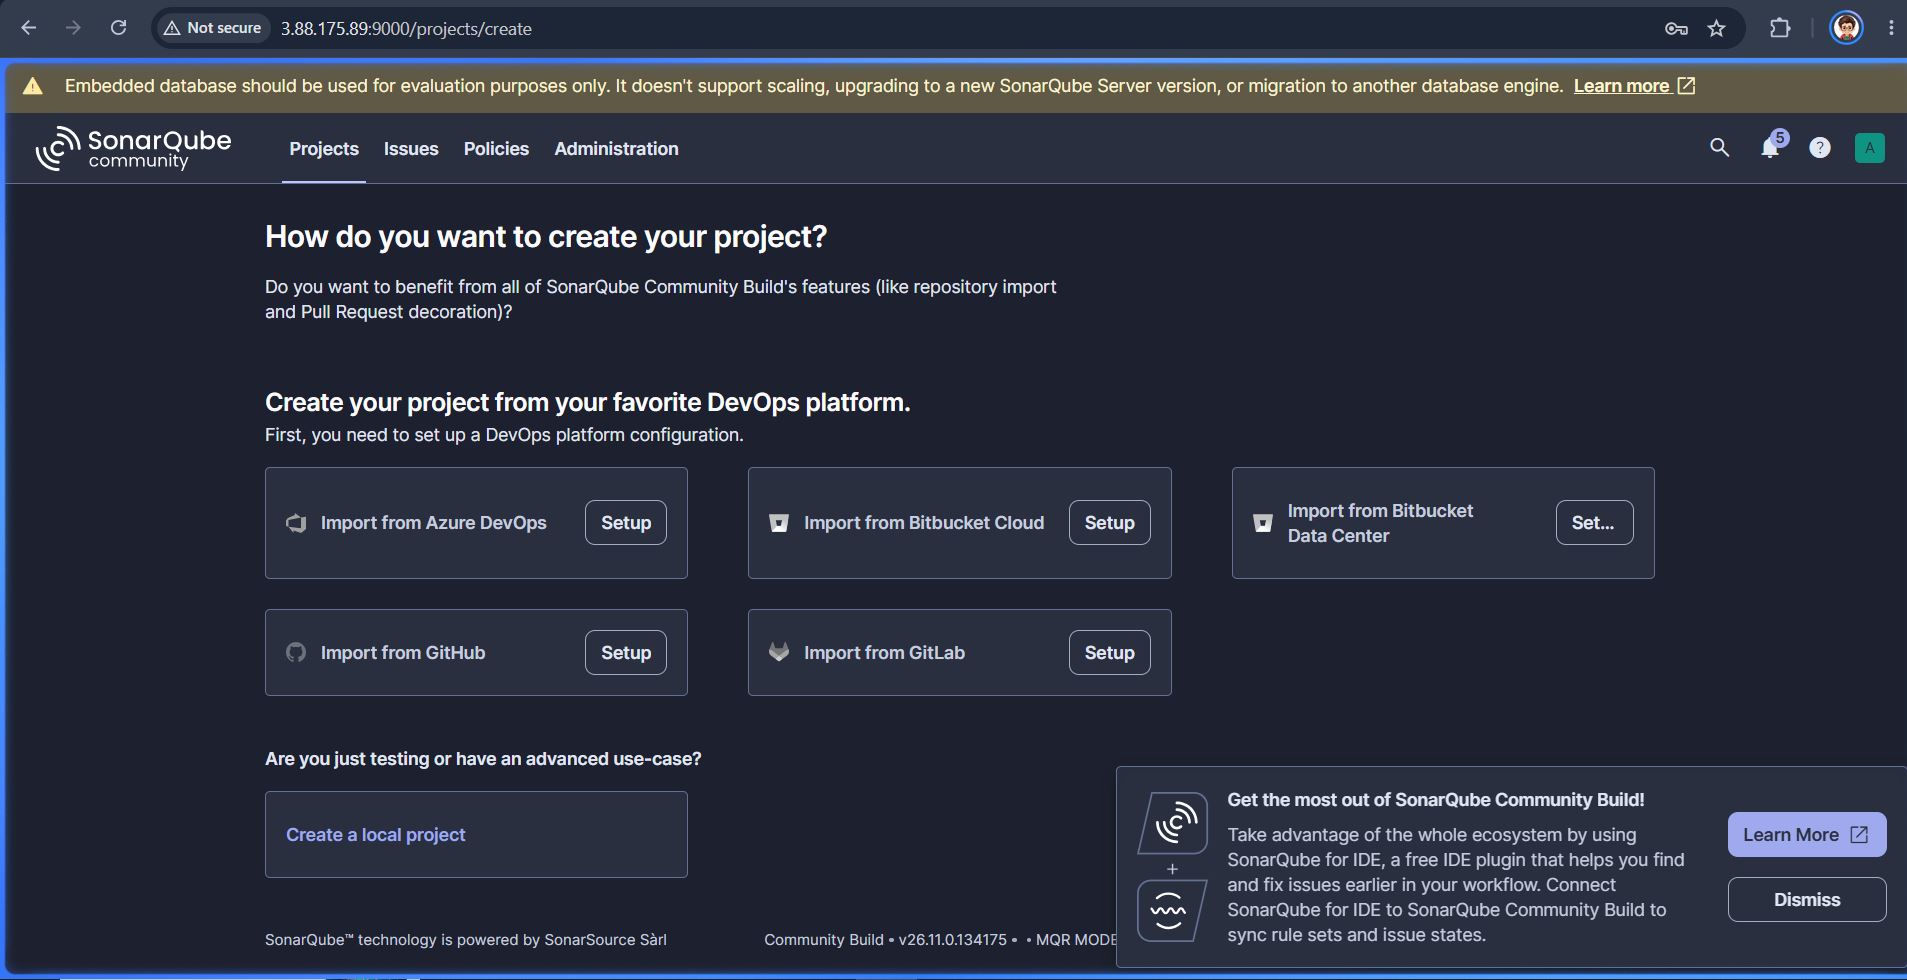 Not secure
3.88.175.89:9000/projects/create
Embedded database should be used for evaluation purposes only. It doesn't support scaling, upgrading to a new SonarQube Server version, or migration to another database engine. Learn more
SonarQube
community
Projects
Issues
Policies
Administration
5
?
A
How do you want to create your project?
Do you want to benefit from all of SonarQube Community Build's features (like repository import
and Pull Request decoration)?
Create your project from your favorite DevOps platform.
First, you need to set up a DevOps platform configuration.
Import from Azure DevOps
Setup
Import from Bitbucket Cloud
Setup
Import from Bitbucket
Data Center
Set...
Import from GitHub
Setup
Import from GitLab
Setup
Are you just testing or have an advanced use-case?
Create a local project
Get the most out of SonarQube Community Build!
Take advantage of the whole ecosystem by using
SonarQube for IDE, a free IDE plugin that helps you find
and fix issues earlier in your workflow. Connect
SonarQube for IDE to SonarQube Community Build to
sync rule sets and issue states.
Learn More
Dismiss
SonarQube™ technology is powered by SonarSource Sàrl
Community Build • v26.11.0.134175 • • MQR MODE